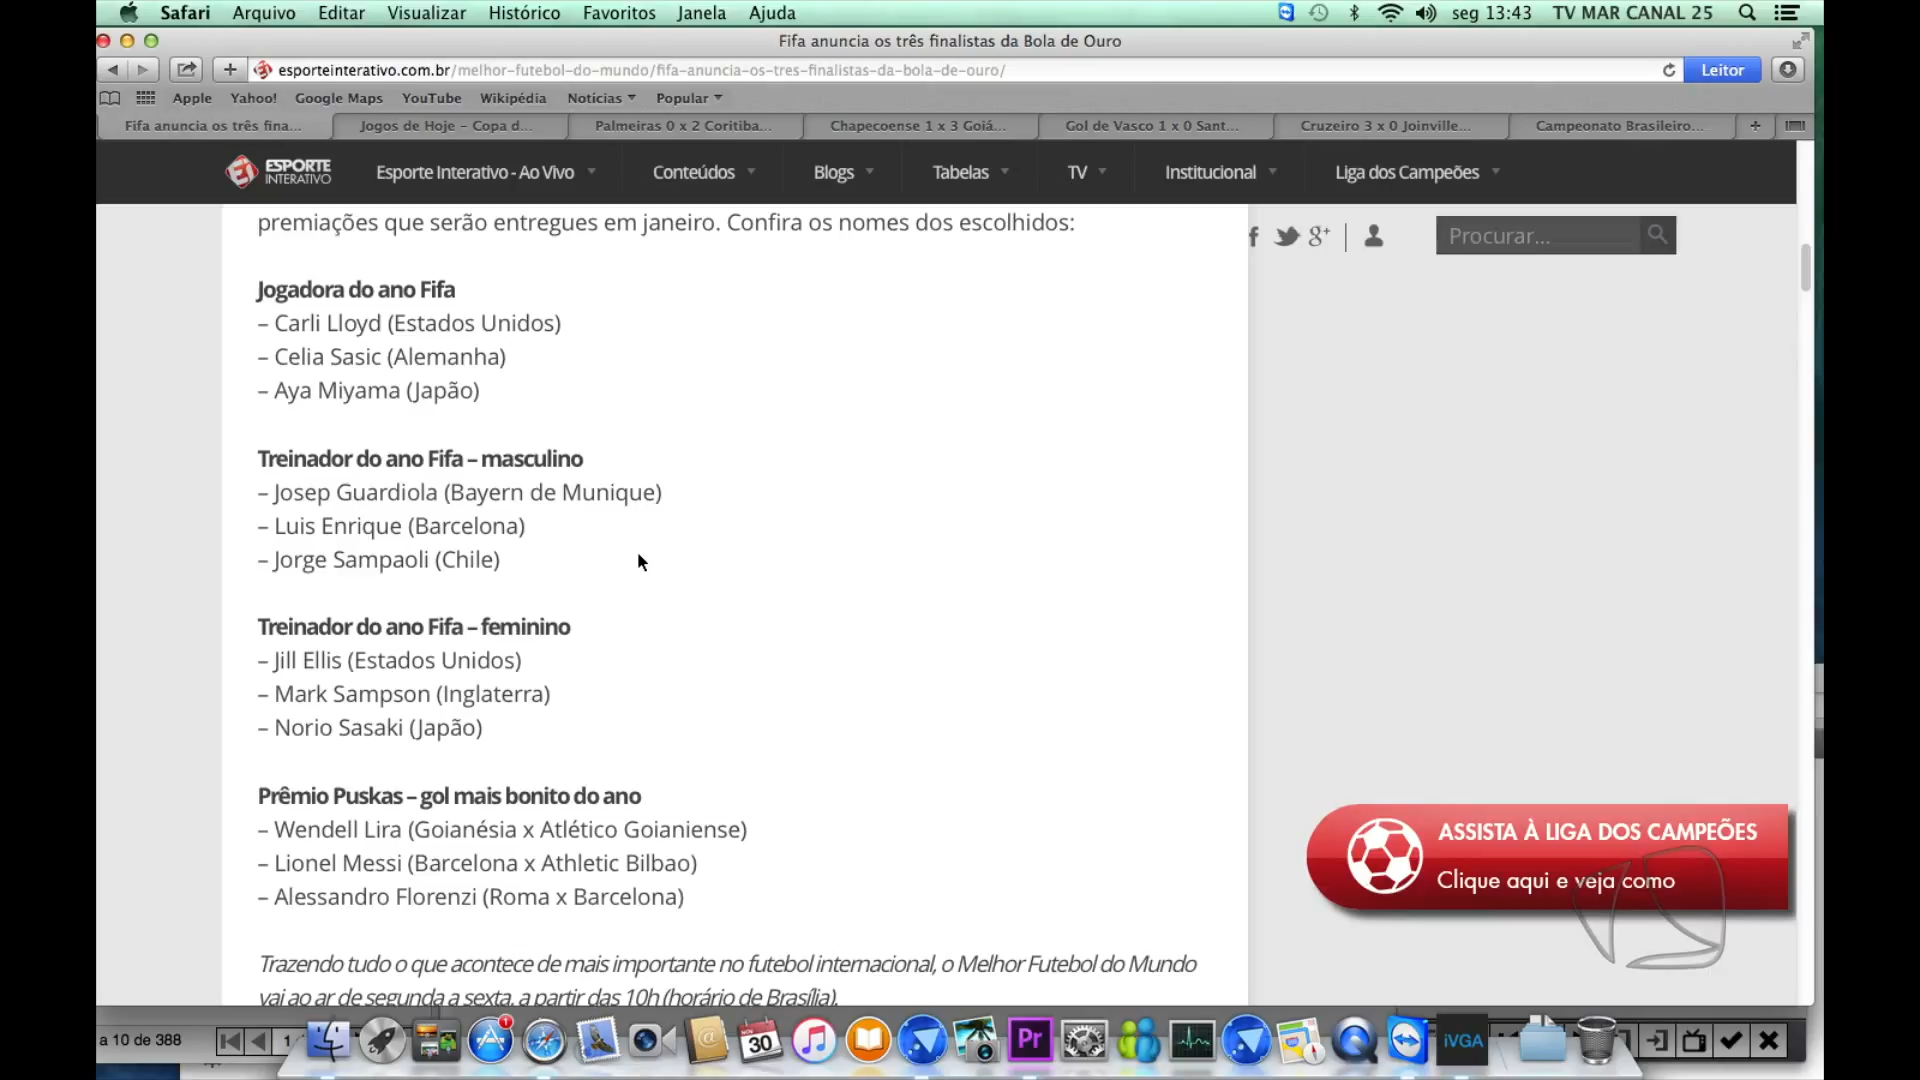 Safari Arquivo Editar Visualizar Histórico Favoritos Janela Ajuda seg 13:43 TV MAR CANAL 25
Fifa anuncia os três finalistas da Bola de Ouro
esporteinterativo.com.br/melhor-futebol-do-mundo/fifa-anuncia-os-tres-finalistas-da-bola-de-ouro/ Leitor
Apple Yahoo! Google Maps YouTube Wikipédia Notícias Popular
Fifa anuncia os três fina... Jogos de Hoje – Copa d... Palmeiras 0 x 2 Coritiba... Chapecoense 1 x 3 Goiá... Gol de Vasco 1 x 0 Sant... Cruzeiro 3 x 0 Joinville... Campeonato Brasileiro...
ESPORTE INTERATIVO Esporte Interativo - Ao Vivo Conteúdos Blogs Tabelas TV Institucional Liga dos Campeões
premiações que serão entregues em janeiro. Confira os nomes dos escolhidos:
Procurar...
Jogadora do ano Fifa
– Carli Lloyd (Estados Unidos)
– Celia Sasic (Alemanha)
– Aya Miyama (Japão)
Treinador do ano Fifa – masculino
– Josep Guardiola (Bayern de Munique)
– Luis Enrique (Barcelona)
– Jorge Sampaoli (Chile)
Treinador do ano Fifa – feminino
– Jill Ellis (Estados Unidos)
– Mark Sampson (Inglaterra)
– Norio Sasaki (Japão)
Prêmio Puskas – gol mais bonito do ano
– Wendell Lira (Goianésia x Atlético Goianiense)
– Lionel Messi (Barcelona x Athletic Bilbao)
– Alessandro Florenzi (Roma x Barcelona)
ASSISTA À LIGA DOS CAMPEÕES
Clique aqui e veja como
Trazendo tudo o que acontece de mais importante no futebol internacional, o Melhor Futebol do Mundo
vai ao ar de segunda a sexta, a partir das 10h (horário de Brasília).
a 10 de 388 1 1 NOV 30 Pr iVGA